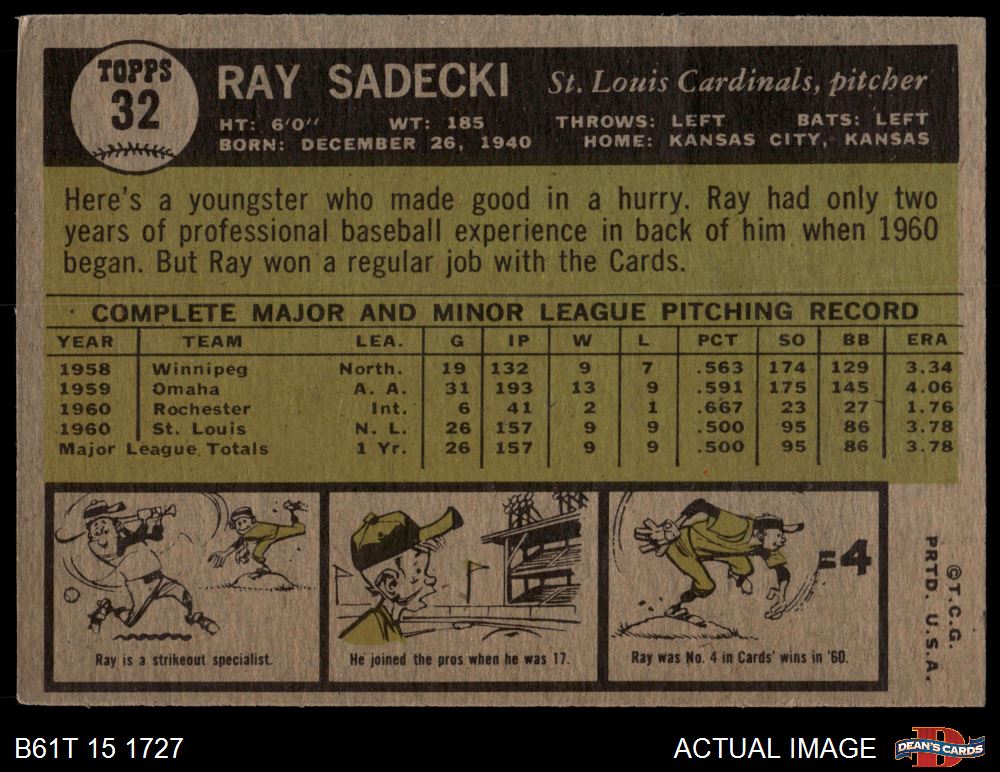 TOPPS
32
RAY SADECKI St. Louis Cardinals, pitcher
HT: 6'0" WT: 185 THROWS: LEFT BATS: LEFT
BORN: DECEMBER 26, 1940 HOME: KANSAS CITY, KANSAS
Here's a youngster who made good in a hurry. Ray had only two
years of professional baseball experience in back of him when 1960
began. But Ray won a regular job with the Cards.
COMPLETE MAJOR AND MINOR LEAGUE PITCHING RECORD
YEAR TEAM LEA. G IP W L PCT SO BB ERA
1958 Winnipeg North. 19 132 9 7 .563 174 129 3.34
1959 Omaha A. A. 31 193 13 9 .591 175 145 4.06
1960 Rochester Int. 6 41 2 1 .667 23 27 1.76
1960 St. Louis N. L. 26 157 9 9 .500 95 86 3.78
Major League Totals 1 Yr. 26 157 9 9 .500 95 86 3.78
=4
Ray is a strikeout specialist.
He joined the pros when he was 17.
Ray was No. 4 in Cards' wins in '60.
©T.C.G.
PRTD. U.S.A.
B61T 15 1727
ACTUAL IMAGE
D
DEAN'S CARDS